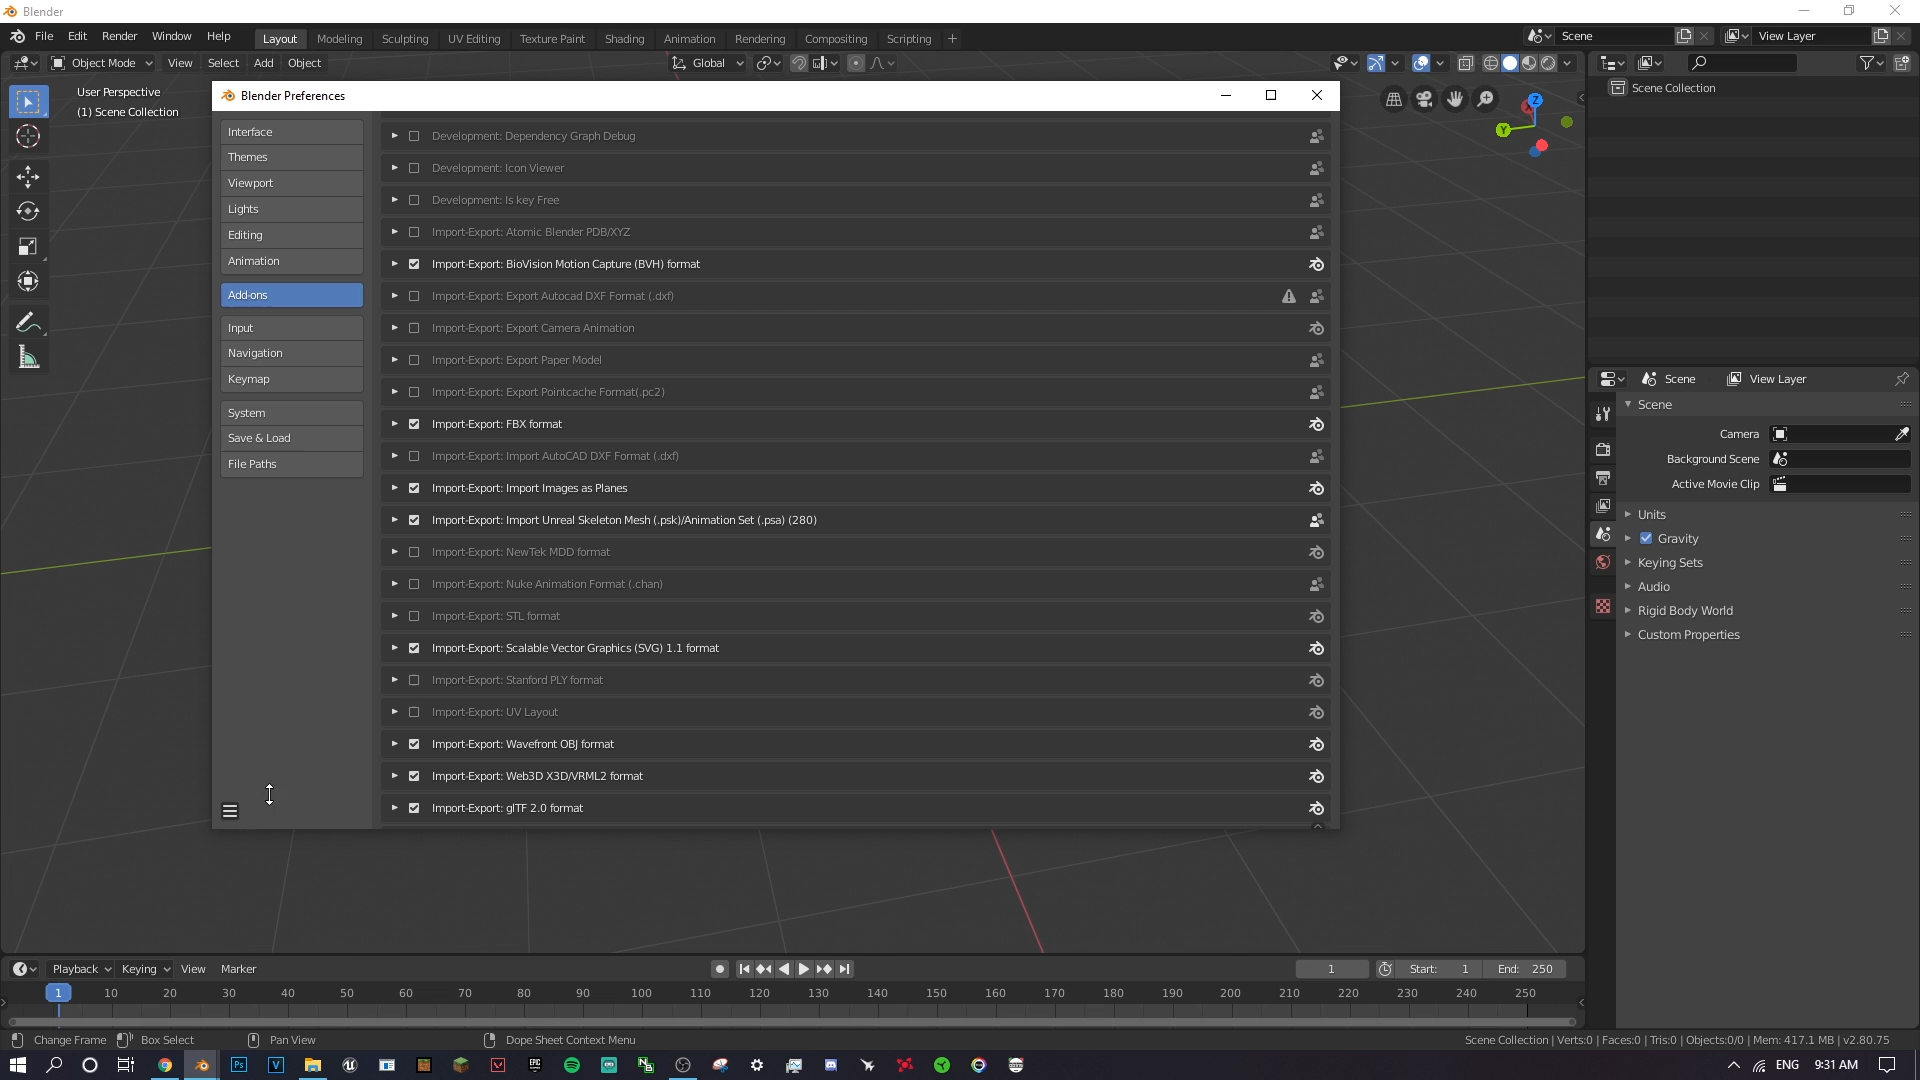 Blender
File Edit Render Window Help Layout Modeling Sculpting UV Editing Texture Paint Shading Animation Rendering Compositing Scripting + Scene View Layer
Object Mode View Select Add Object Global
User Perspective
(1) Scene Collection
Blender Preferences
Interface
Themes
Viewport
Lights
Editing
Animation
Add-ons
Input
Navigation
Keymap
System
Save & Load
File Paths
Development: Dependency Graph Debug
Development: Icon Viewer
Development: Is key Free
Import-Export: Atomic Blender PDB/XYZ
Import-Export: BioVision Motion Capture (BVH) format
Import-Export: Export Autocad DXF Format (.dxf)
Import-Export: Export Camera Animation
Import-Export: Export Paper Model
Import-Export: Export Pointcache Format(.pc2)
Import-Export: FBX format
Import-Export: Import AutoCAD DXF Format (.dxf)
Import-Export: Import Images as Planes
Import-Export: Import Unreal Skeleton Mesh (.psk)/Animation Set (.psa) (280)
Import-Export: NewTek MDD format
Import-Export: Nuke Animation Format (.chan)
Import-Export: STL format
Import-Export: Scalable Vector Graphics (SVG) 1.1 format
Import-Export: Stanford PLY format
Import-Export: UV Layout
Import-Export: Wavefront OBJ format
Import-Export: Web3D X3D/VRML2 format
Import-Export: glTF 2.0 format
Z
Y
Scene Collection
Scene View Layer
Scene
Camera
Background Scene
Active Movie Clip
Units
Gravity
Keying Sets
Audio
Rigid Body World
Custom Properties
Playback Keying View Marker 1 Start: 1 End: 250
1 10 20 30 40 50 60 70 80 90 100 110 120 130 140 150 160 170 180 190 200 210 220 230 240 250
Change Frame Box Select Pan View Dope Sheet Context Menu Scene Collection | Verts:0 | Faces:0 | Tris:0 | Objects:0/0 | Mem: 417.1 MB | v2.80.75
Ps V EPIC ENG 9:31 AM